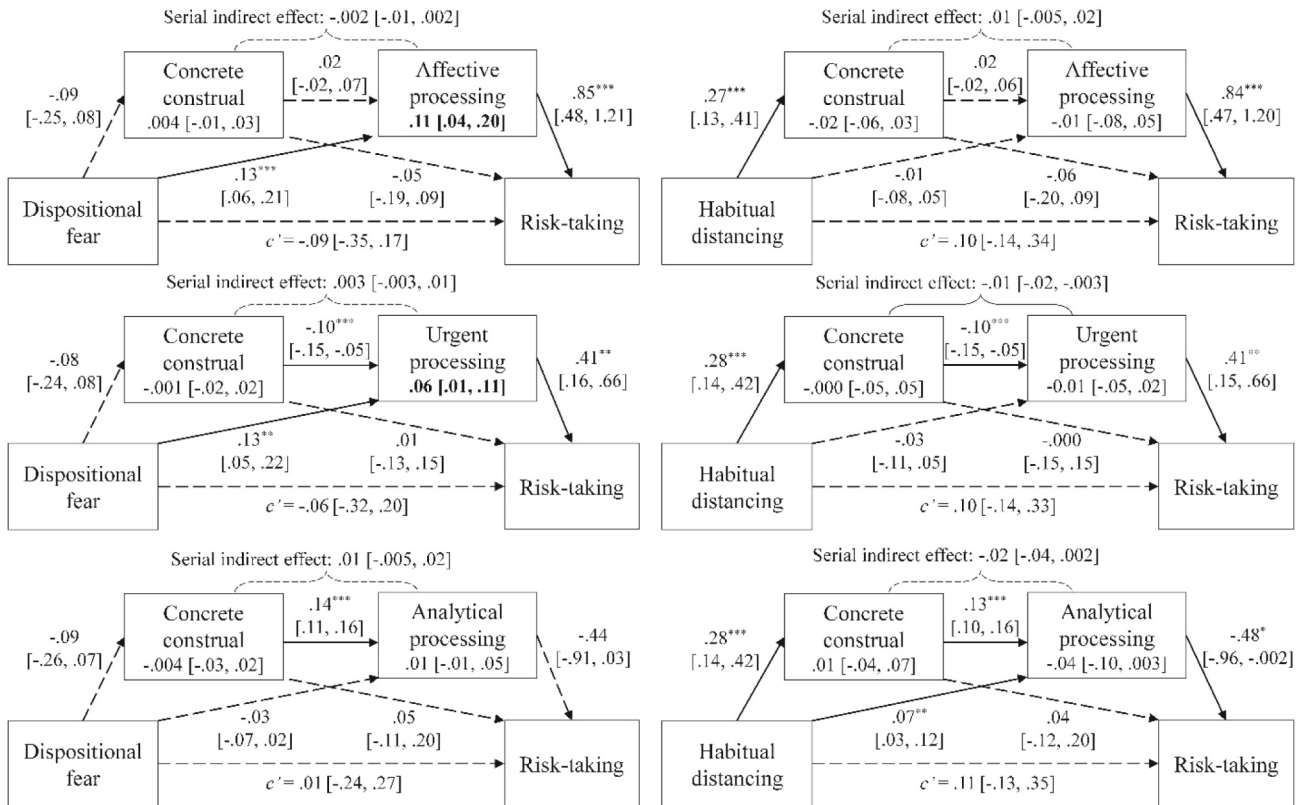 Serial indirect effect: -.002 [-.01, .002]
-.09
[-.25, .08]
Concrete
construal
.004 [-.01, .03]
.02
[-.02, .07]
Affective
processing
.11 [.04, .20]
.85***
[.48, 1.21]
.13***
[.06, .21]
-.05
[-.19, .09]
Dispositional
fear
c' = -.09 [-.35, .17]
Risk-taking
Serial indirect effect: .01 [-.005, .02]
.27***
[.13, .41]
Concrete
construal
-.02 [-.06, .03]
.02
[-.02, .06]
Affective
processing
-.01 [-.08, .05]
.84***
[.47, 1.20]
-.01
[-.08, .05]
-.06
[-.20, .09]
Habitual
distancing
c' = .10 [-.14, .34]
Risk-taking
Serial indirect effect: .003 [-.003, .01]
-.08
[-.24, .08]
Concrete
construal
-.001 [-.02, .02]
-.10***
[-.15, -.05]
Urgent
processing
.06 [.01, .11]
.41**
[.16, .66]
.13**
[.05, .22]
.01
[-.13, .15]
Dispositional
fear
c' = -.06 [-.32, .20]
Risk-taking
Serial indirect effect: -.01 [-.02, -.003]
.28***
[.14, .42]
Concrete
construal
-.000 [-.05, .05]
-.10***
[-.15, -.05]
Urgent
processing
-0.01 [-.05, .02]
.41**
[.15, .66]
-.03
[-.11, .05]
-.000
[-.15, .15]
Habitual
distancing
c' = .10 [-.14, .33]
Risk-taking
Serial indirect effect: .01 [-.005, .02]
-.09
[-.26, .07]
Concrete
construal
-.004 [-.03, .02]
.14***
[.11, .16]
Analytical
processing
.01 [-.01, .05]
-.44
[-.91, .03]
-.03
[-.07, .02]
.05
[-.11, .20]
Dispositional
fear
c' = .01 [-.24, .27]
Risk-taking
Serial indirect effect: -.02 [-.04, .002]
.28***
[.14, .42]
Concrete
construal
.01 [-.04, .07]
.13***
[.10, .16]
Analytical
processing
-.04 [-.10, .003]
-.48*
[-.96, -.002]
.07**
[.03, .12]
.04
[-.12, .20]
Habitual
distancing
c' = .11 [-.13, .35]
Risk-taking